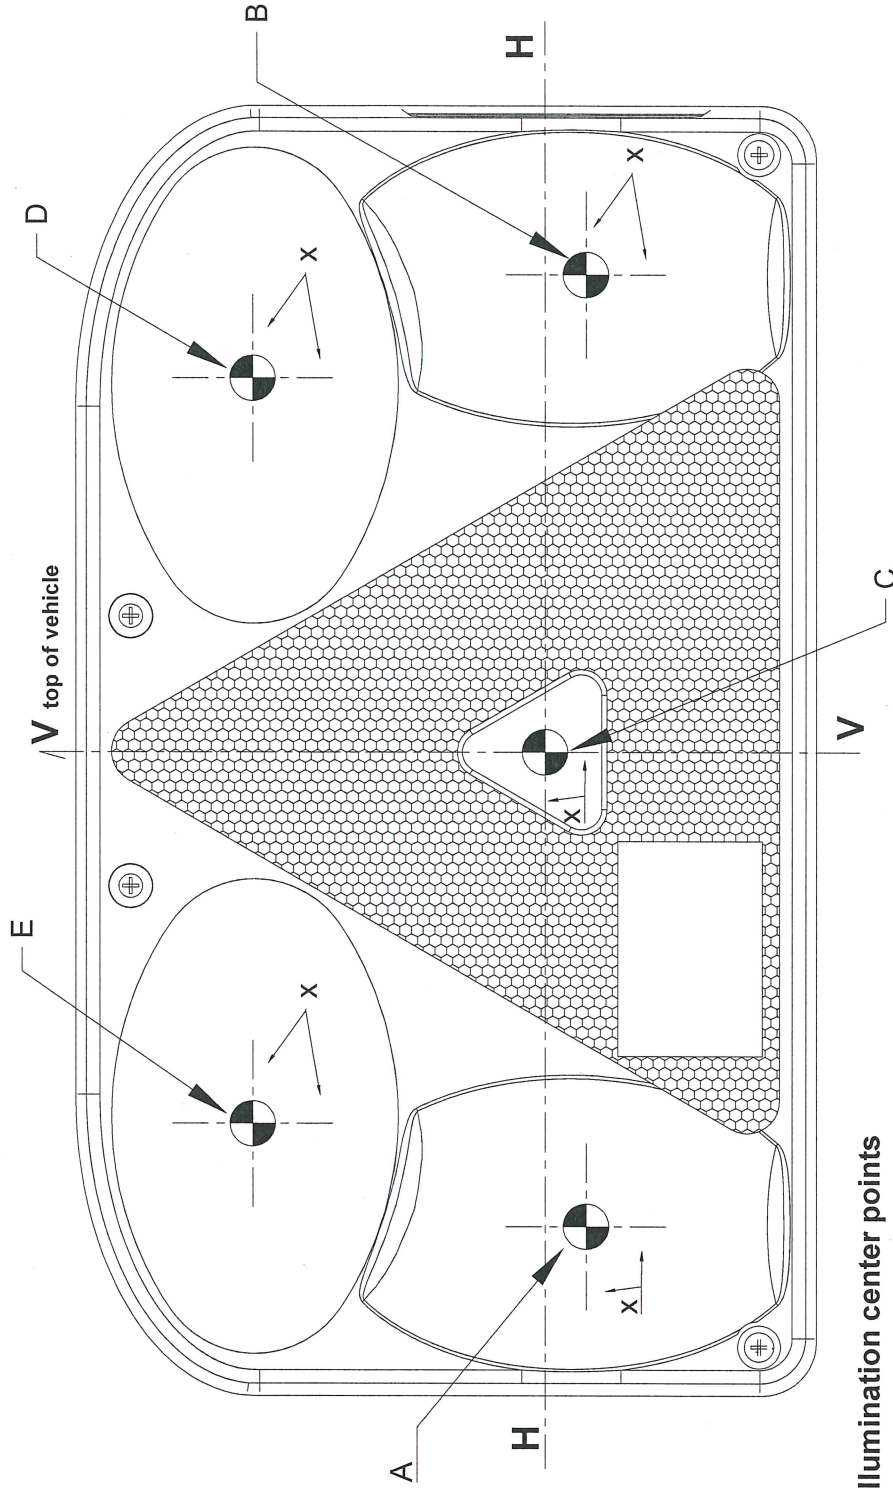 E
D
V top of vehicle
B
x
x
A
H
H
x
x
x
V
C
Illumination center points